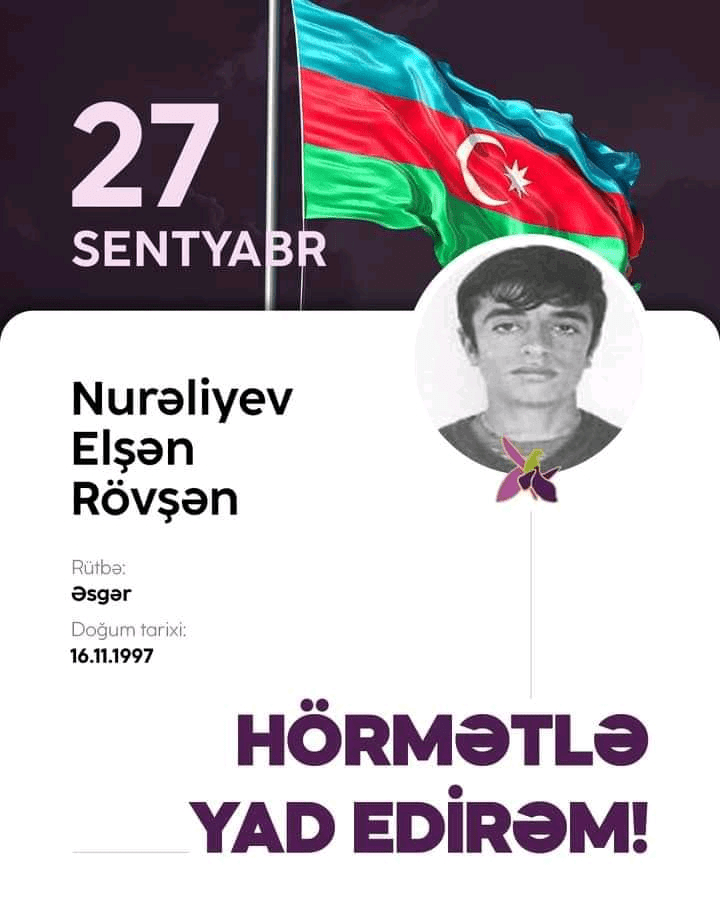 27
SENTYABR
Nurəliyev
Elşən
Rövşən
Rütbə:
Əsgər
Doğum tarixi:
16.11.1997
HÖRMƏTLƏ
YAD EDİRƏM!